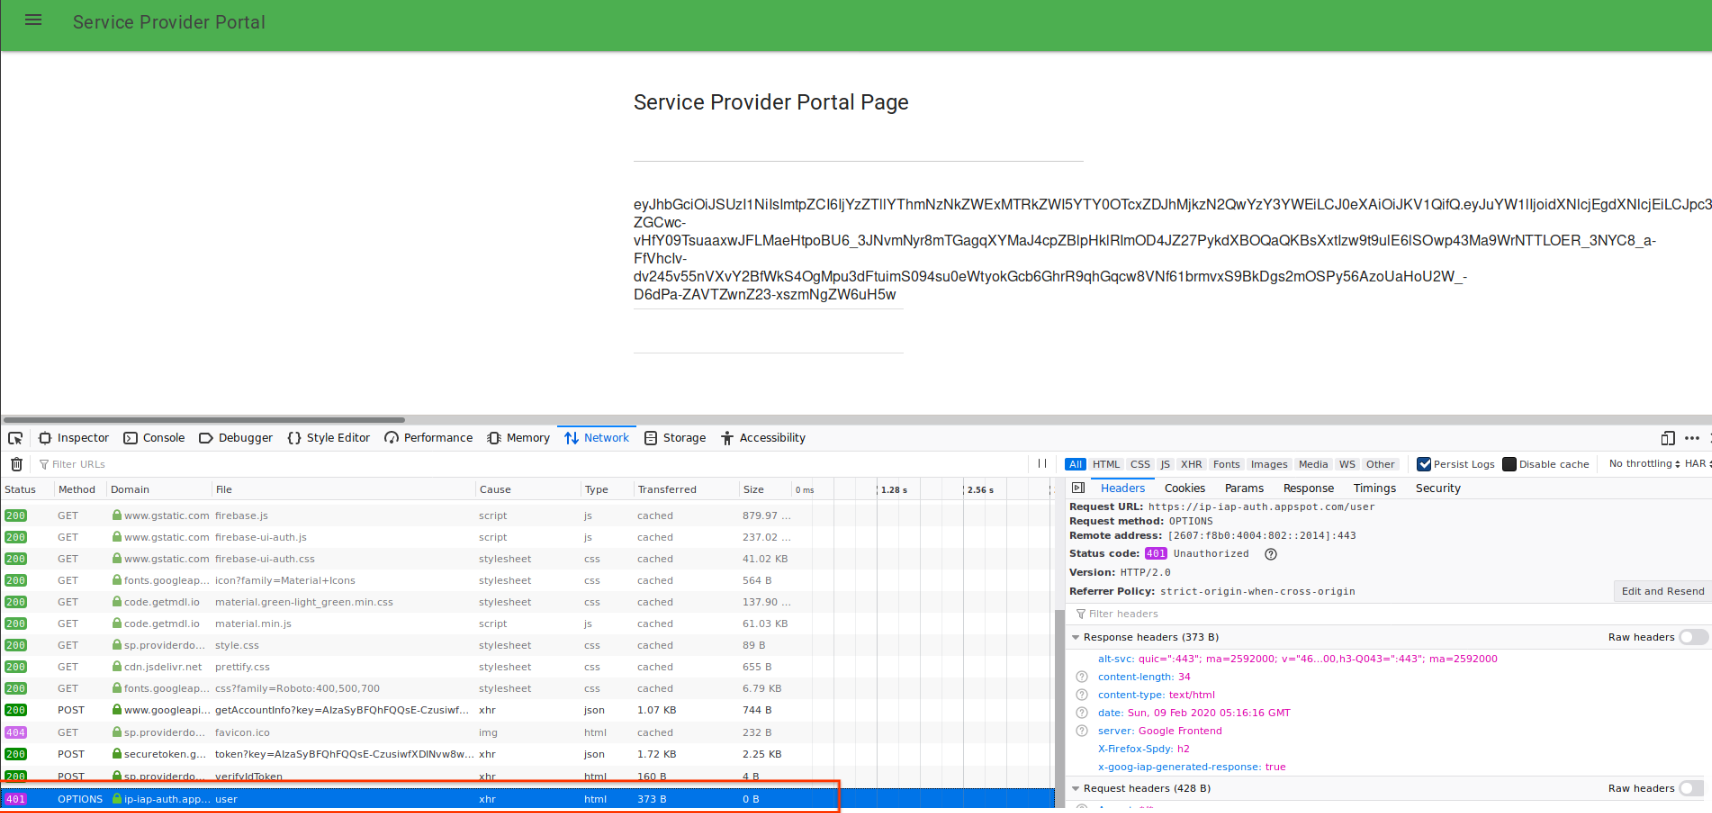 Service Provider Portal
Service Provider Portal Page
ZGCwc-
FfVhclv-
D6dPa-ZAVTZwnZ23-xszmNgZW6uH5w
Inspector Console Debugger Style Editor Performance Memory Network Storage Accessibility
Filter URLs
All HTML CSS JS XHR Fonts Images Media WS Other Persist Logs Disable cache No throttling HAR
Status Method Domain File Cause Type Transferred Size 0 ms 1.28 s 2.56 s
Headers Cookies Params Response Timings Security
200 GET www.gstatic.com firebase.js script js cached 879.97 ...
200 GET www.gstatic.com firebase-ui-auth.js script js cached 237.02 ...
200 GET www.gstatic.com firebase-ui-auth.css stylesheet css cached 41.02 KB
200 GET fonts.googleap... icon?family=Material+Icons stylesheet css cached 564 B
200 GET code.getmdl.io material.green-light_green.min.css stylesheet css cached 137.90 ...
200 GET code.getmdl.io material.min.js script js cached 61.03 KB
200 GET sp.providerdo... style.css stylesheet css cached 89 B
200 GET cdn.jsdelivr.net prettify.css stylesheet css cached 655 B
200 GET fonts.googleap... css?family=Roboto:400,500,700 stylesheet css cached 6.79 KB
200 POST www.googleapi... xhr json 1.07 KB 744 B
404 GET sp.providerdo... favicon.ico img html cached 232 B
200 POST securetoken.g... xhr json 1.72 KB 2.25 KB
200 POST sp.providerdo... verifyIdToken xhr html 160 B 4 B
401 OPTIONS ip-iap-auth.app... user xhr html 373 B 0 B
Request URL: https://ip-iap-auth.appspot.com/user
Request method: OPTIONS
Remote address: [2607:f8b0:4004:802::2014]:443
Status code: 401 Unauthorized
Version: HTTP/2.0
Referrer Policy: strict-origin-when-cross-origin Edit and Resend
Filter headers
Response headers (373 B) Raw headers
alt-svc: quic=":443"; ma=2592000; v="46...00,h3-Q043=":443"; ma=2592000
content-length: 34
content-type: text/html
date: Sun, 09 Feb 2020 05:16:16 GMT
server: Google Frontend
X-Firefox-Spdy: h2
x-goog-iap-generated-response: true
Request headers (428 B) Raw headers